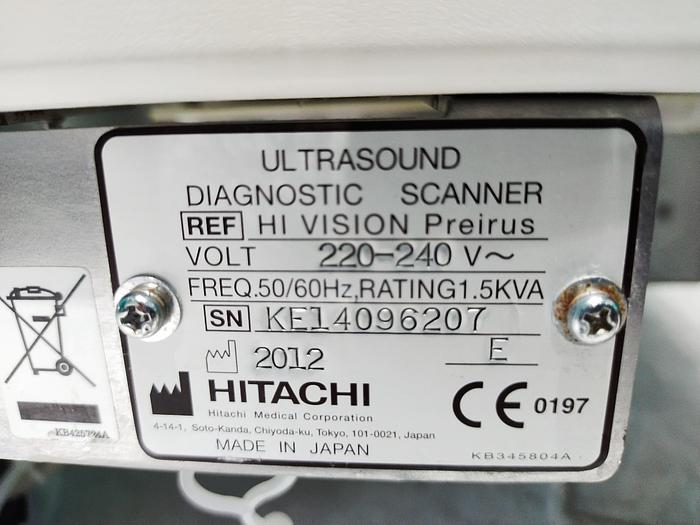 ULTRASOUND
DIAGNOSTIC SCANNER
REF HI VISION Preirus
VOLT 220-240 V~
FREQ.50/60Hz,RATING1.5KVA
SN KE14096207
2012 E
HITACHI
Hitachi Medical Corporation
CE 0197
4-14-1, Soto-Kanda, Chiyoda-ku, Tokyo, 101-0021, Japan
MADE IN JAPAN
KB345804A